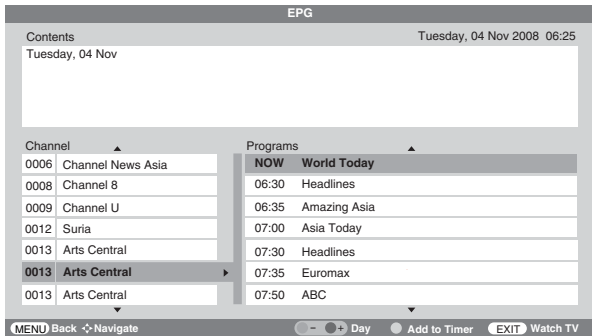 EPG
Contents Tuesday, 04 Nov 2008 06:25
Tuesday, 04 Nov
Channel
0006 Channel News Asia
0008 Channel 8
0009 Channel U
0012 Suria
0013 Arts Central
0013 Arts Central
0013 Arts Central
Programs
NOW World Today
06:30 Headlines
06:35 Amazing Asia
07:00 Asia Today
07:30 Headlines
07:35 Euromax
07:50 ABC
MENU Back Navigate - + Day Add to Timer EXIT Watch TV